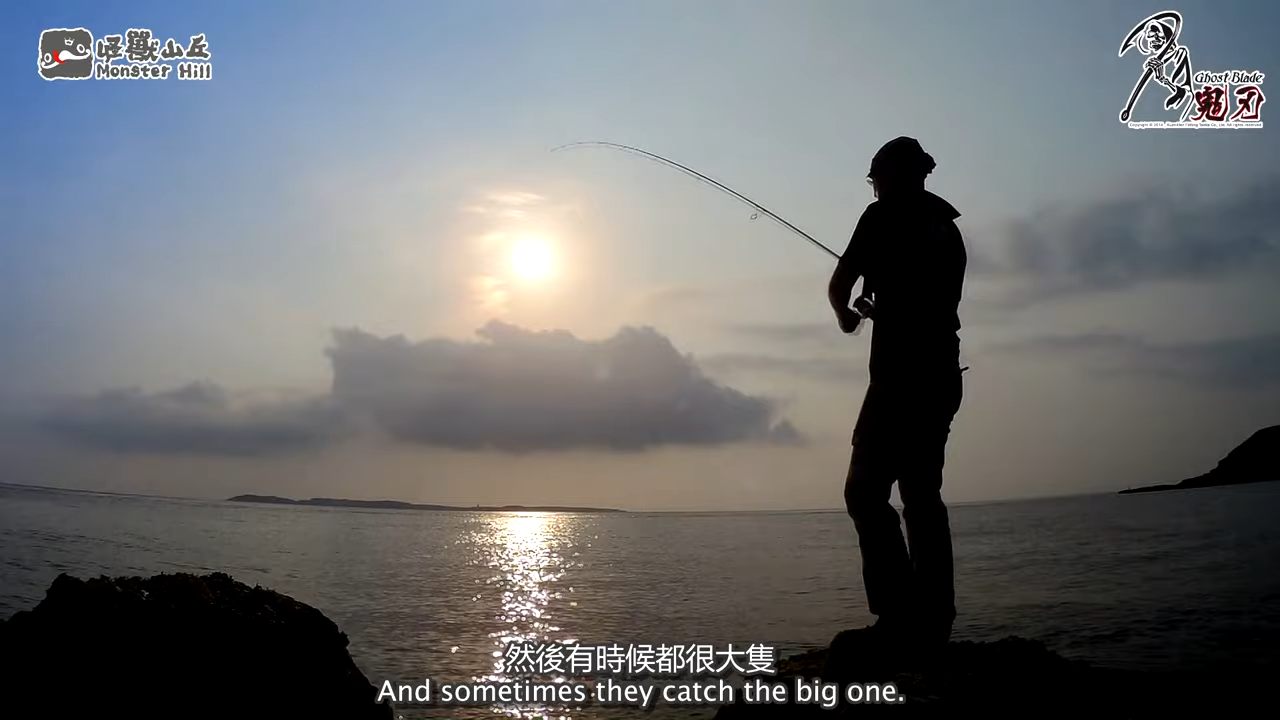 怪獸山丘
Monster Hill
Ghost Blade
鬼刃
然後有時候都很大隻
And sometimes they catch the big one.